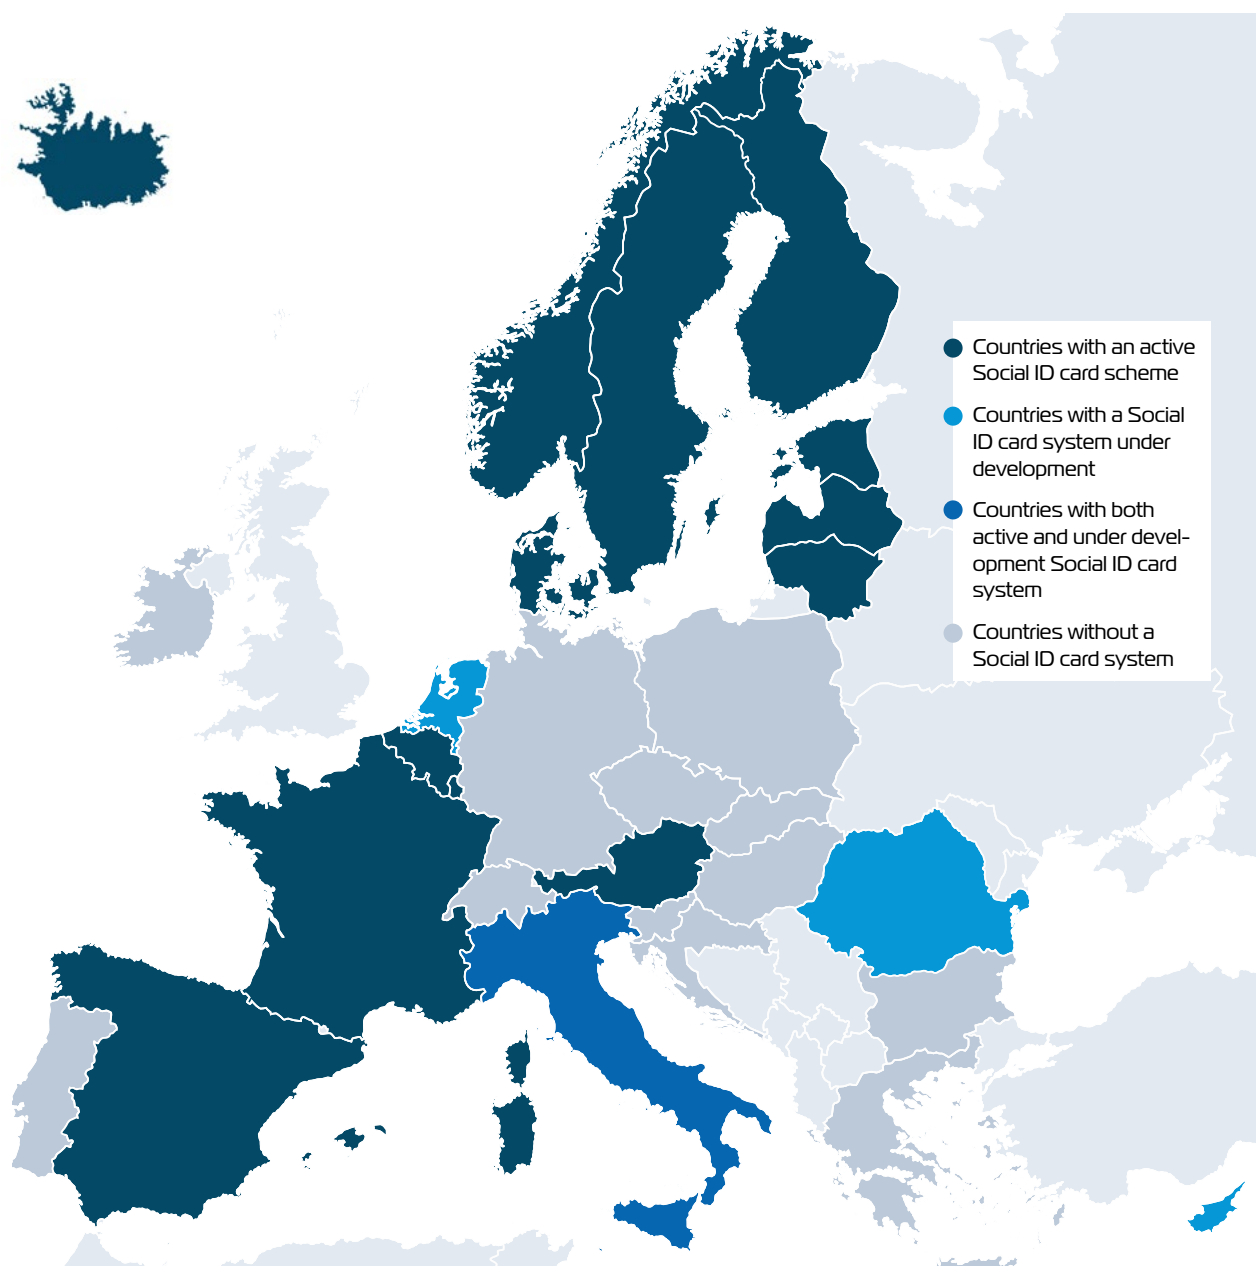 Countries with an active
Social ID card scheme
Countries with a Social
ID card system under
development
Countries with both
active and under devel-
opment Social ID card
system
Countries without a
Social ID card system